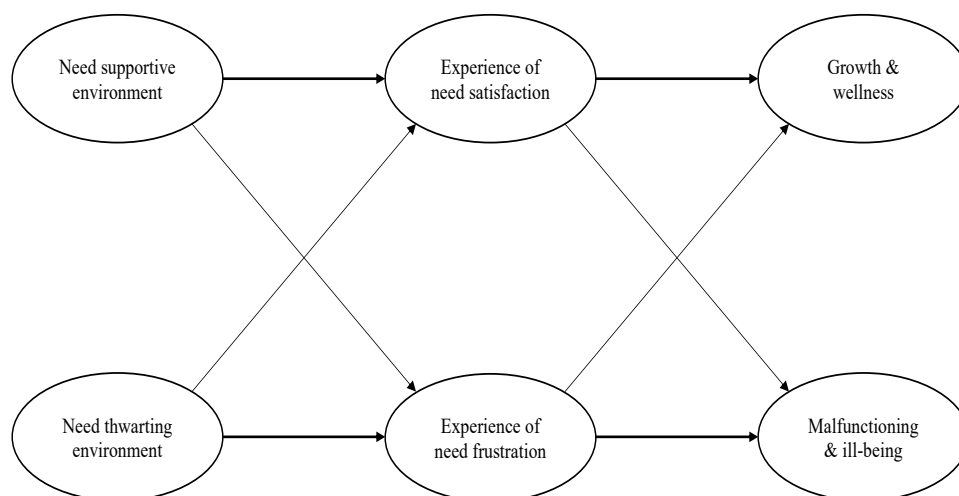 Need supportive
environment
Experience of
need satisfaction
Growth &
wellness
Need thwarting
environment
Experience of
need frustration
Malfunctioning
& ill-being